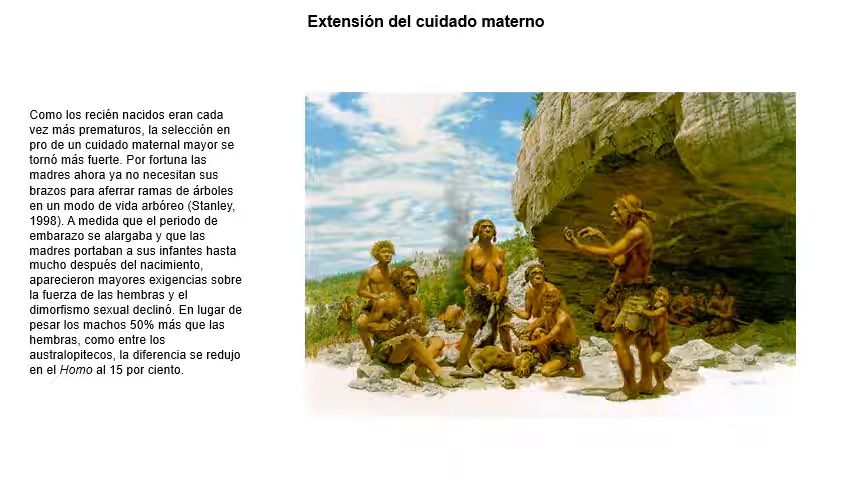 Extensión del cuidado materno
Como los recién nacidos eran cada
vez más prematuros, la selección en
pro de un cuidado maternal mayor se
tornó más fuerte. Por fortuna las
madres ahora ya no necesitan sus
brazos para aferrar ramas de árboles
en un modo de vida arbóreo (Stanley,
1998). A medida que el periodo de
embarazo se alargaba y que las
madres portaban a sus infantes hasta
mucho después del nacimiento,
aparecieron mayores exigencias sobre
la fuerza de las hembras y el
dimorfismo sexual declinó. En lugar de
pesar los machos 50% más que las
hembras, como entre los
australopitecos, la diferencia se redujo
en el Homo al 15 por ciento.